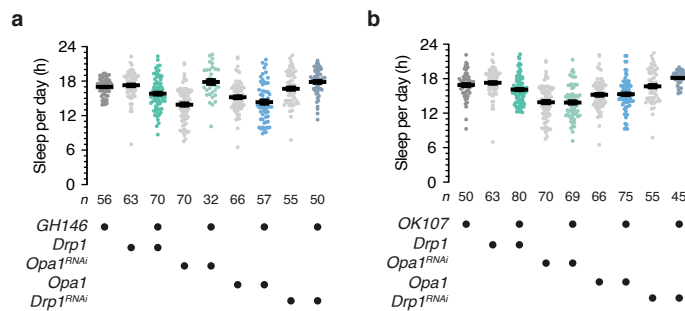 a
Sleep per day (h)
24
18
12
6
0
n 56 63 70 70 32 66 57 55 50
GH146
Drp1
Opa1RNAi
Opa1
Drp1RNAi
b
Sleep per day (h)
24
18
12
6
0
n 50 63 80 70 69 66 75 55 45
OK107
Drp1
Opa1RNAi
Opa1
Drp1RNAi